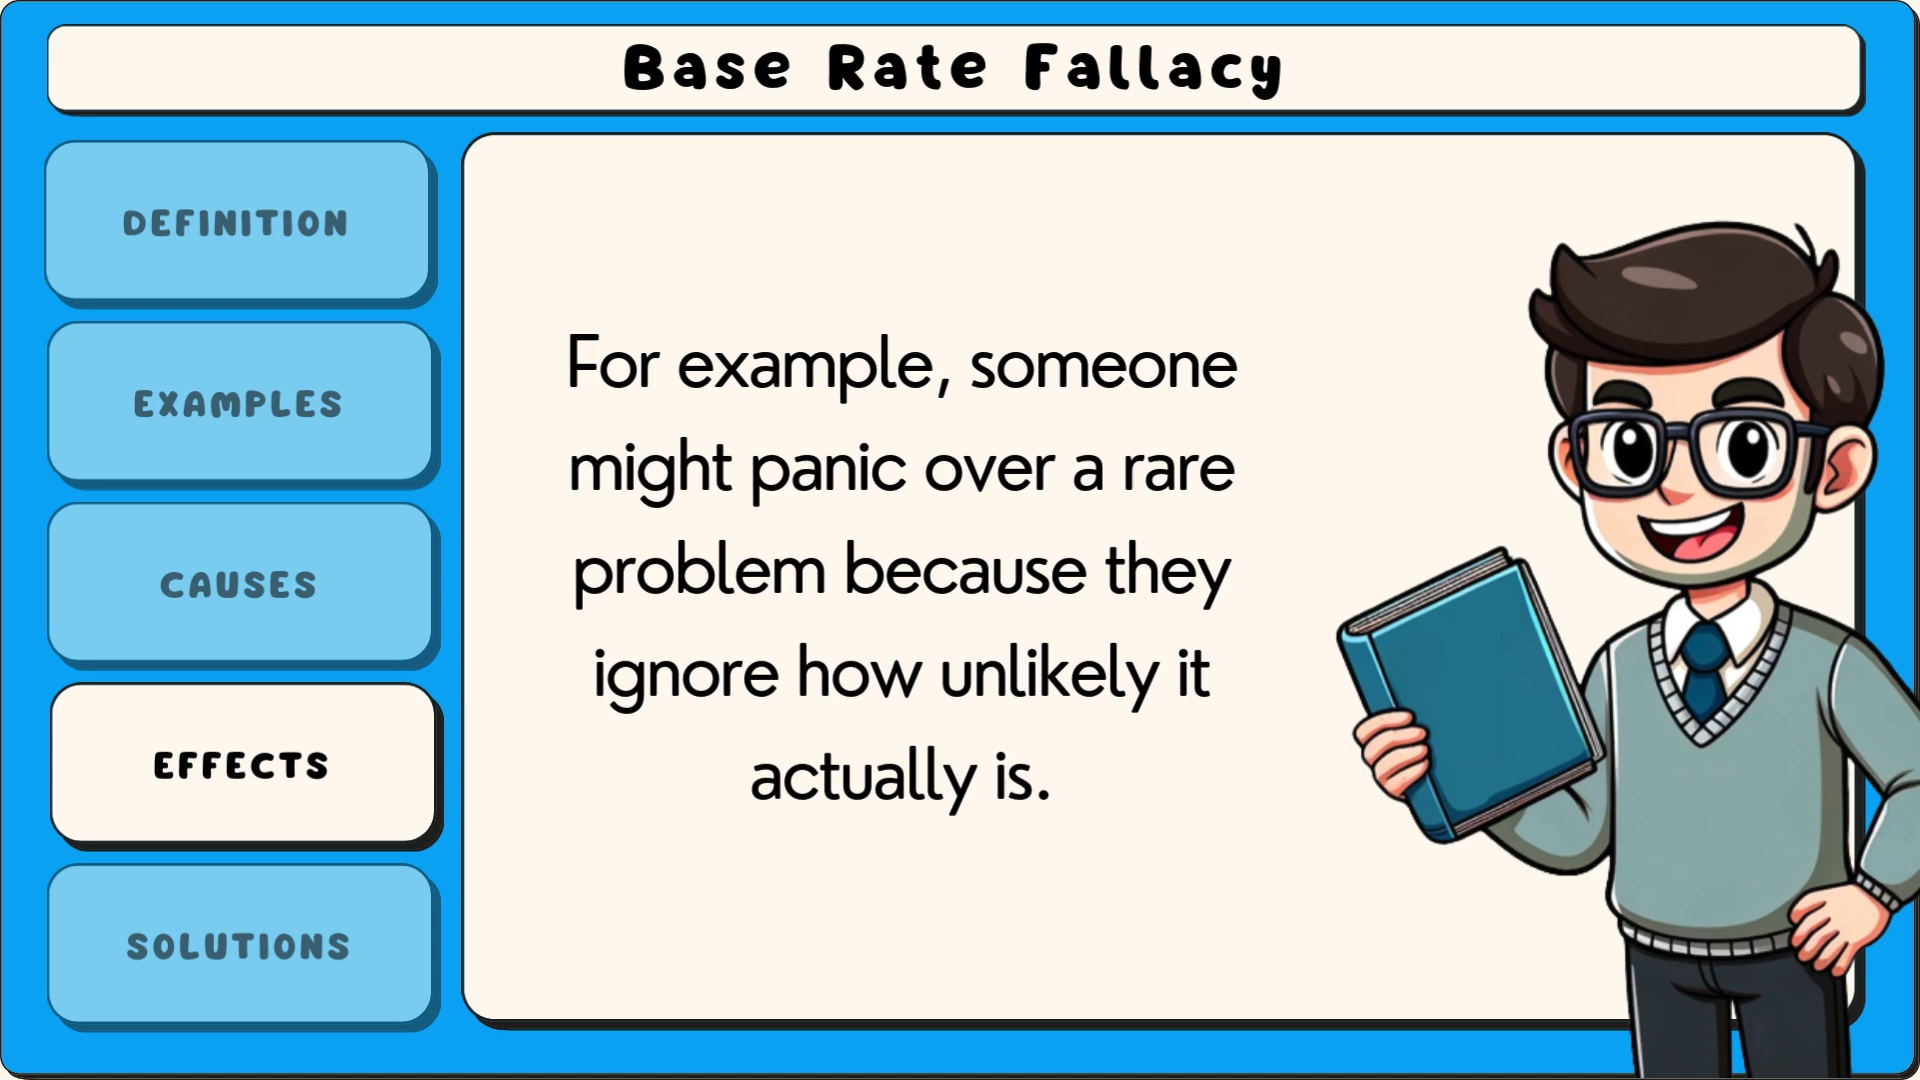 Base Rate Fallacy
DEFINITION
EXAMPLES
CAUSES
EFFECTS
SOLUTIONS
For example, someone
might panic over a rare
problem because they
ignore how unlikely it
actually is.